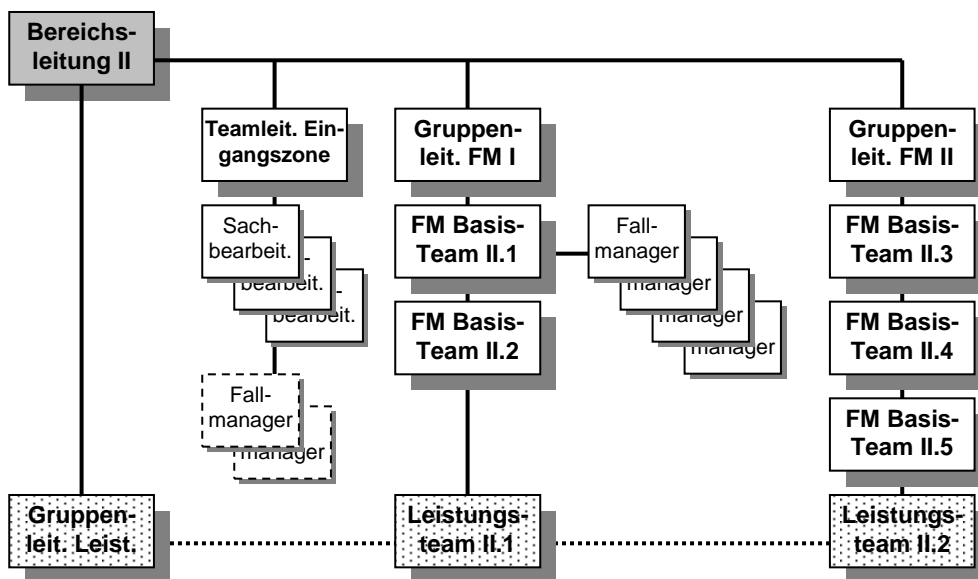 Bereichs-
leitung II
Teamleit. Ein-
gangszone
Gruppen-
leit. FM I
Gruppen-
leit. FM II
Sach-
bearbeit.
-
bearbeit.
-
bearbeit.
FM Basis-
Team II.1
Fall-
manager
manager
manager
manager
FM Basis-
Team II.3
FM Basis-
Team II.2
FM Basis-
Team II.4
Fall-
manager
manager
FM Basis-
Team II.5
Gruppen-
leit. Leist.
Leistungs-
team II.1
Leistungs-
team II.2